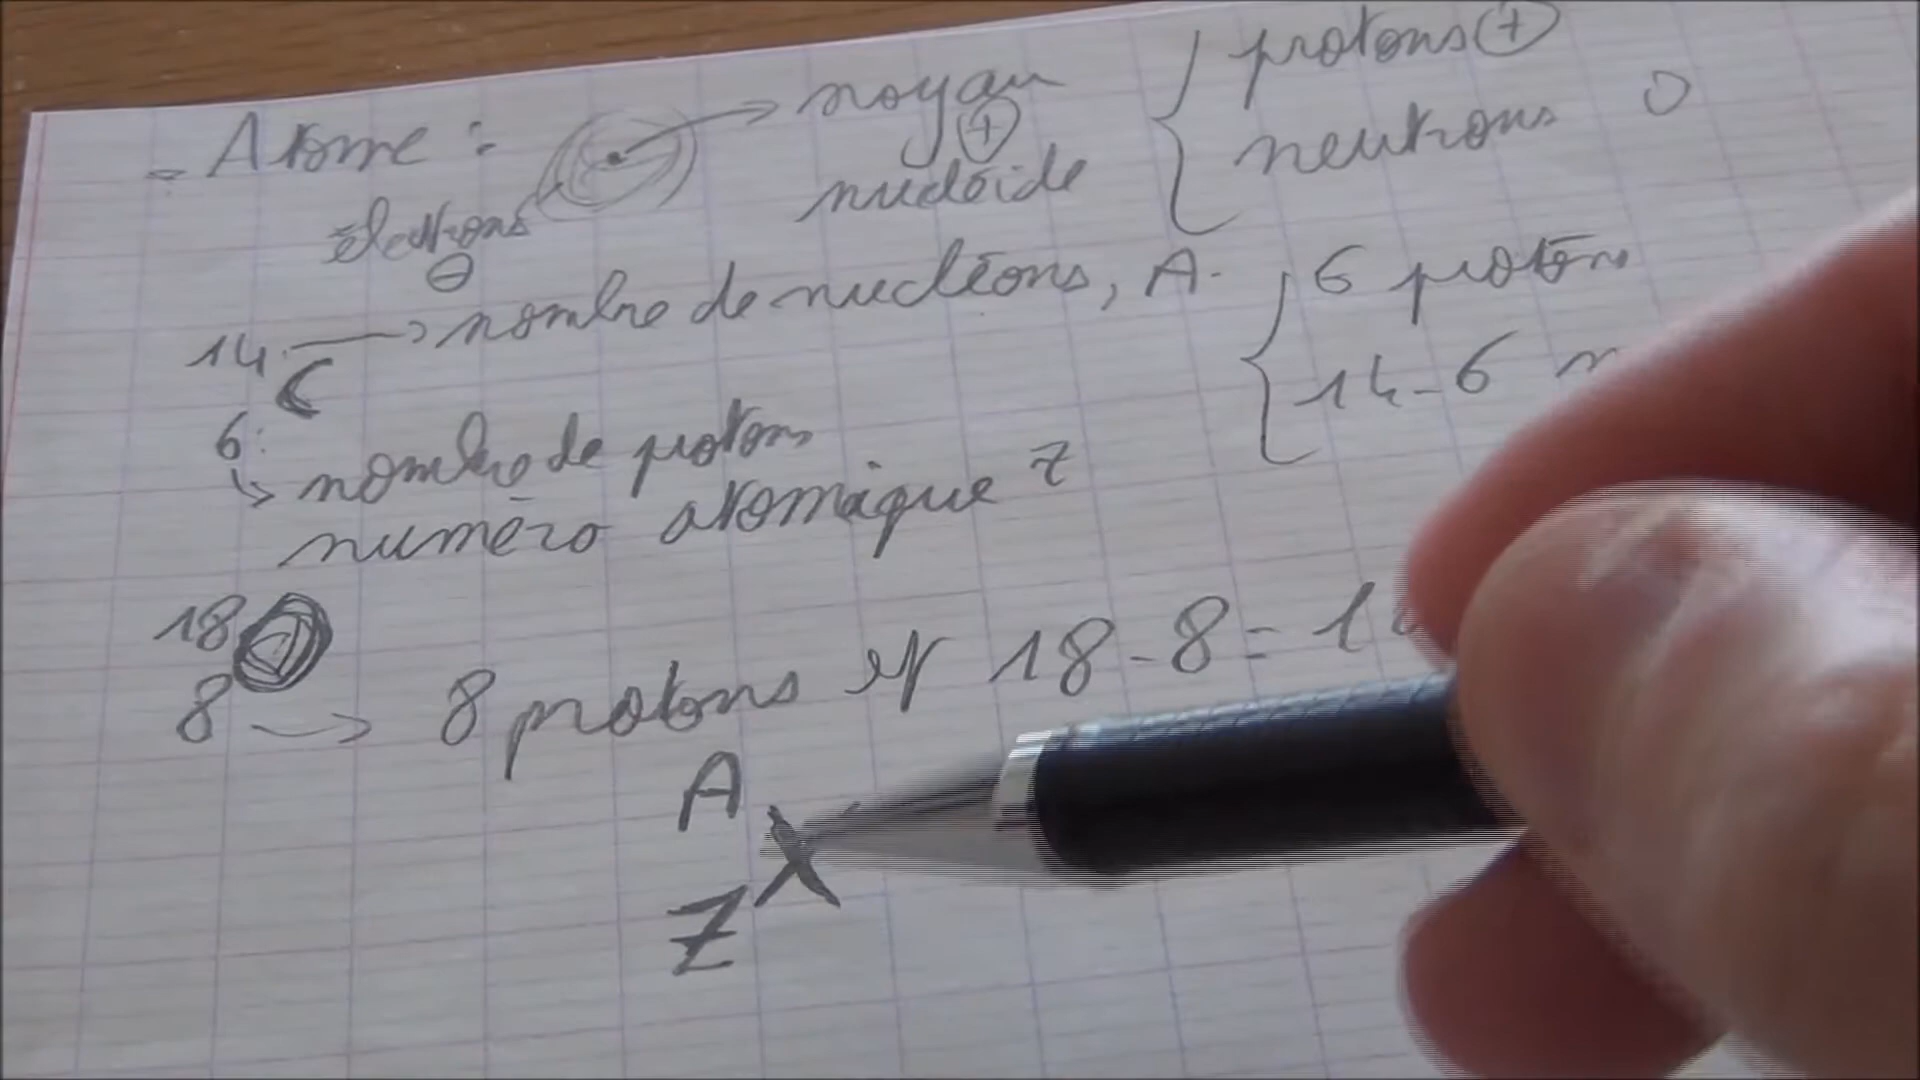 - Atome : noyau { protons +
+ neutrons 0
électrons nucléide
-
14 C → nombre de nucléons, A. { 6 protons
14 - 6 n
6
↳ nombre de protons
numéro atomique Z
18
8 → 8 protons et 18 - 8 = 1
A
X
Z